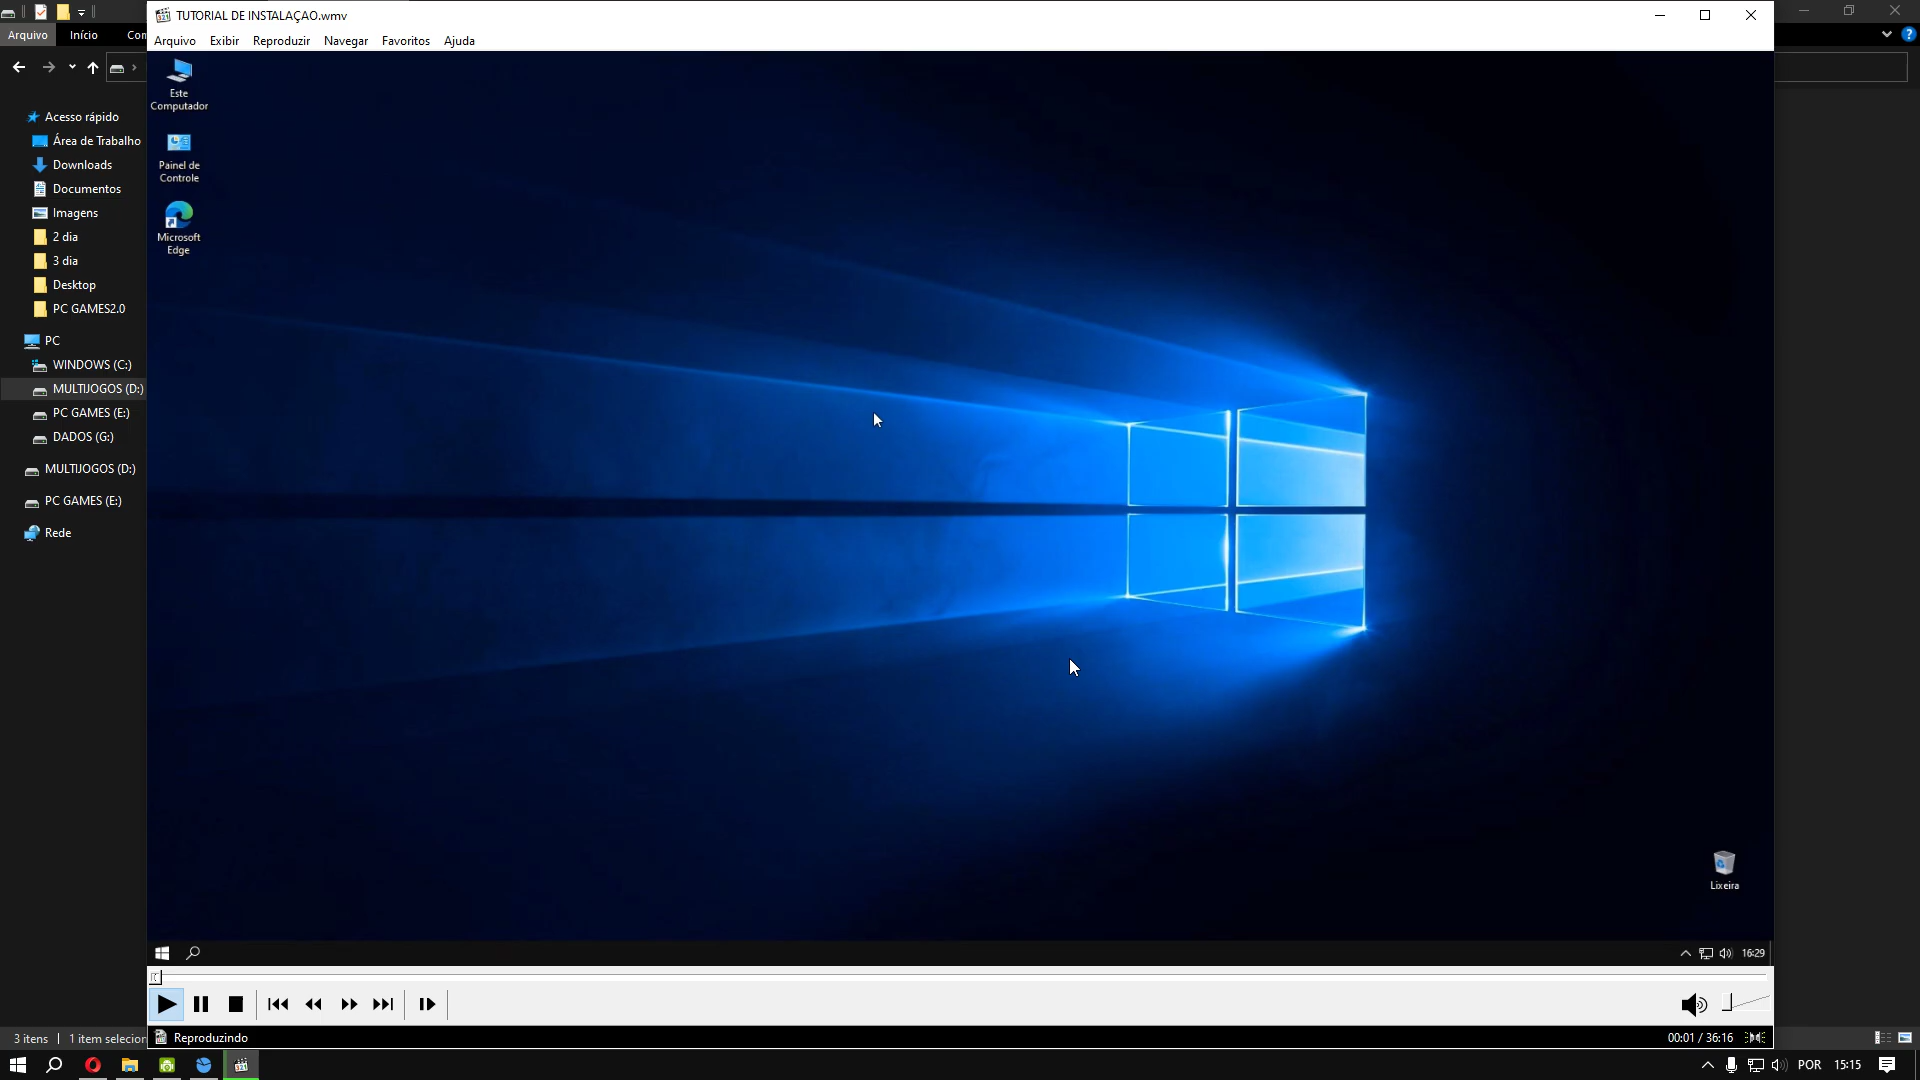 TUTORIAL DE INSTALAÇAO.wmv
Arquivo Início Con
Arquivo Exibir Reproduzir Navegar Favoritos Ajuda
Este
Computador
Painel de
Controle
Microsoft
Edge
Acesso rápido
Área de Trabalho
Downloads
Documentos
Imagens
2 dia
3 dia
Desktop
PC GAMES2.0
PC
WINDOWS (C:)
MULTIJOGOS (D:)
PC GAMES (E:)
DADOS (G:)
MULTIJOGOS (D:)
PC GAMES (E:)
Rede
Lixeira
16:29
Reproduzindo
00:01 / 36:16
3 itens 1 item selecior
POR 15:15